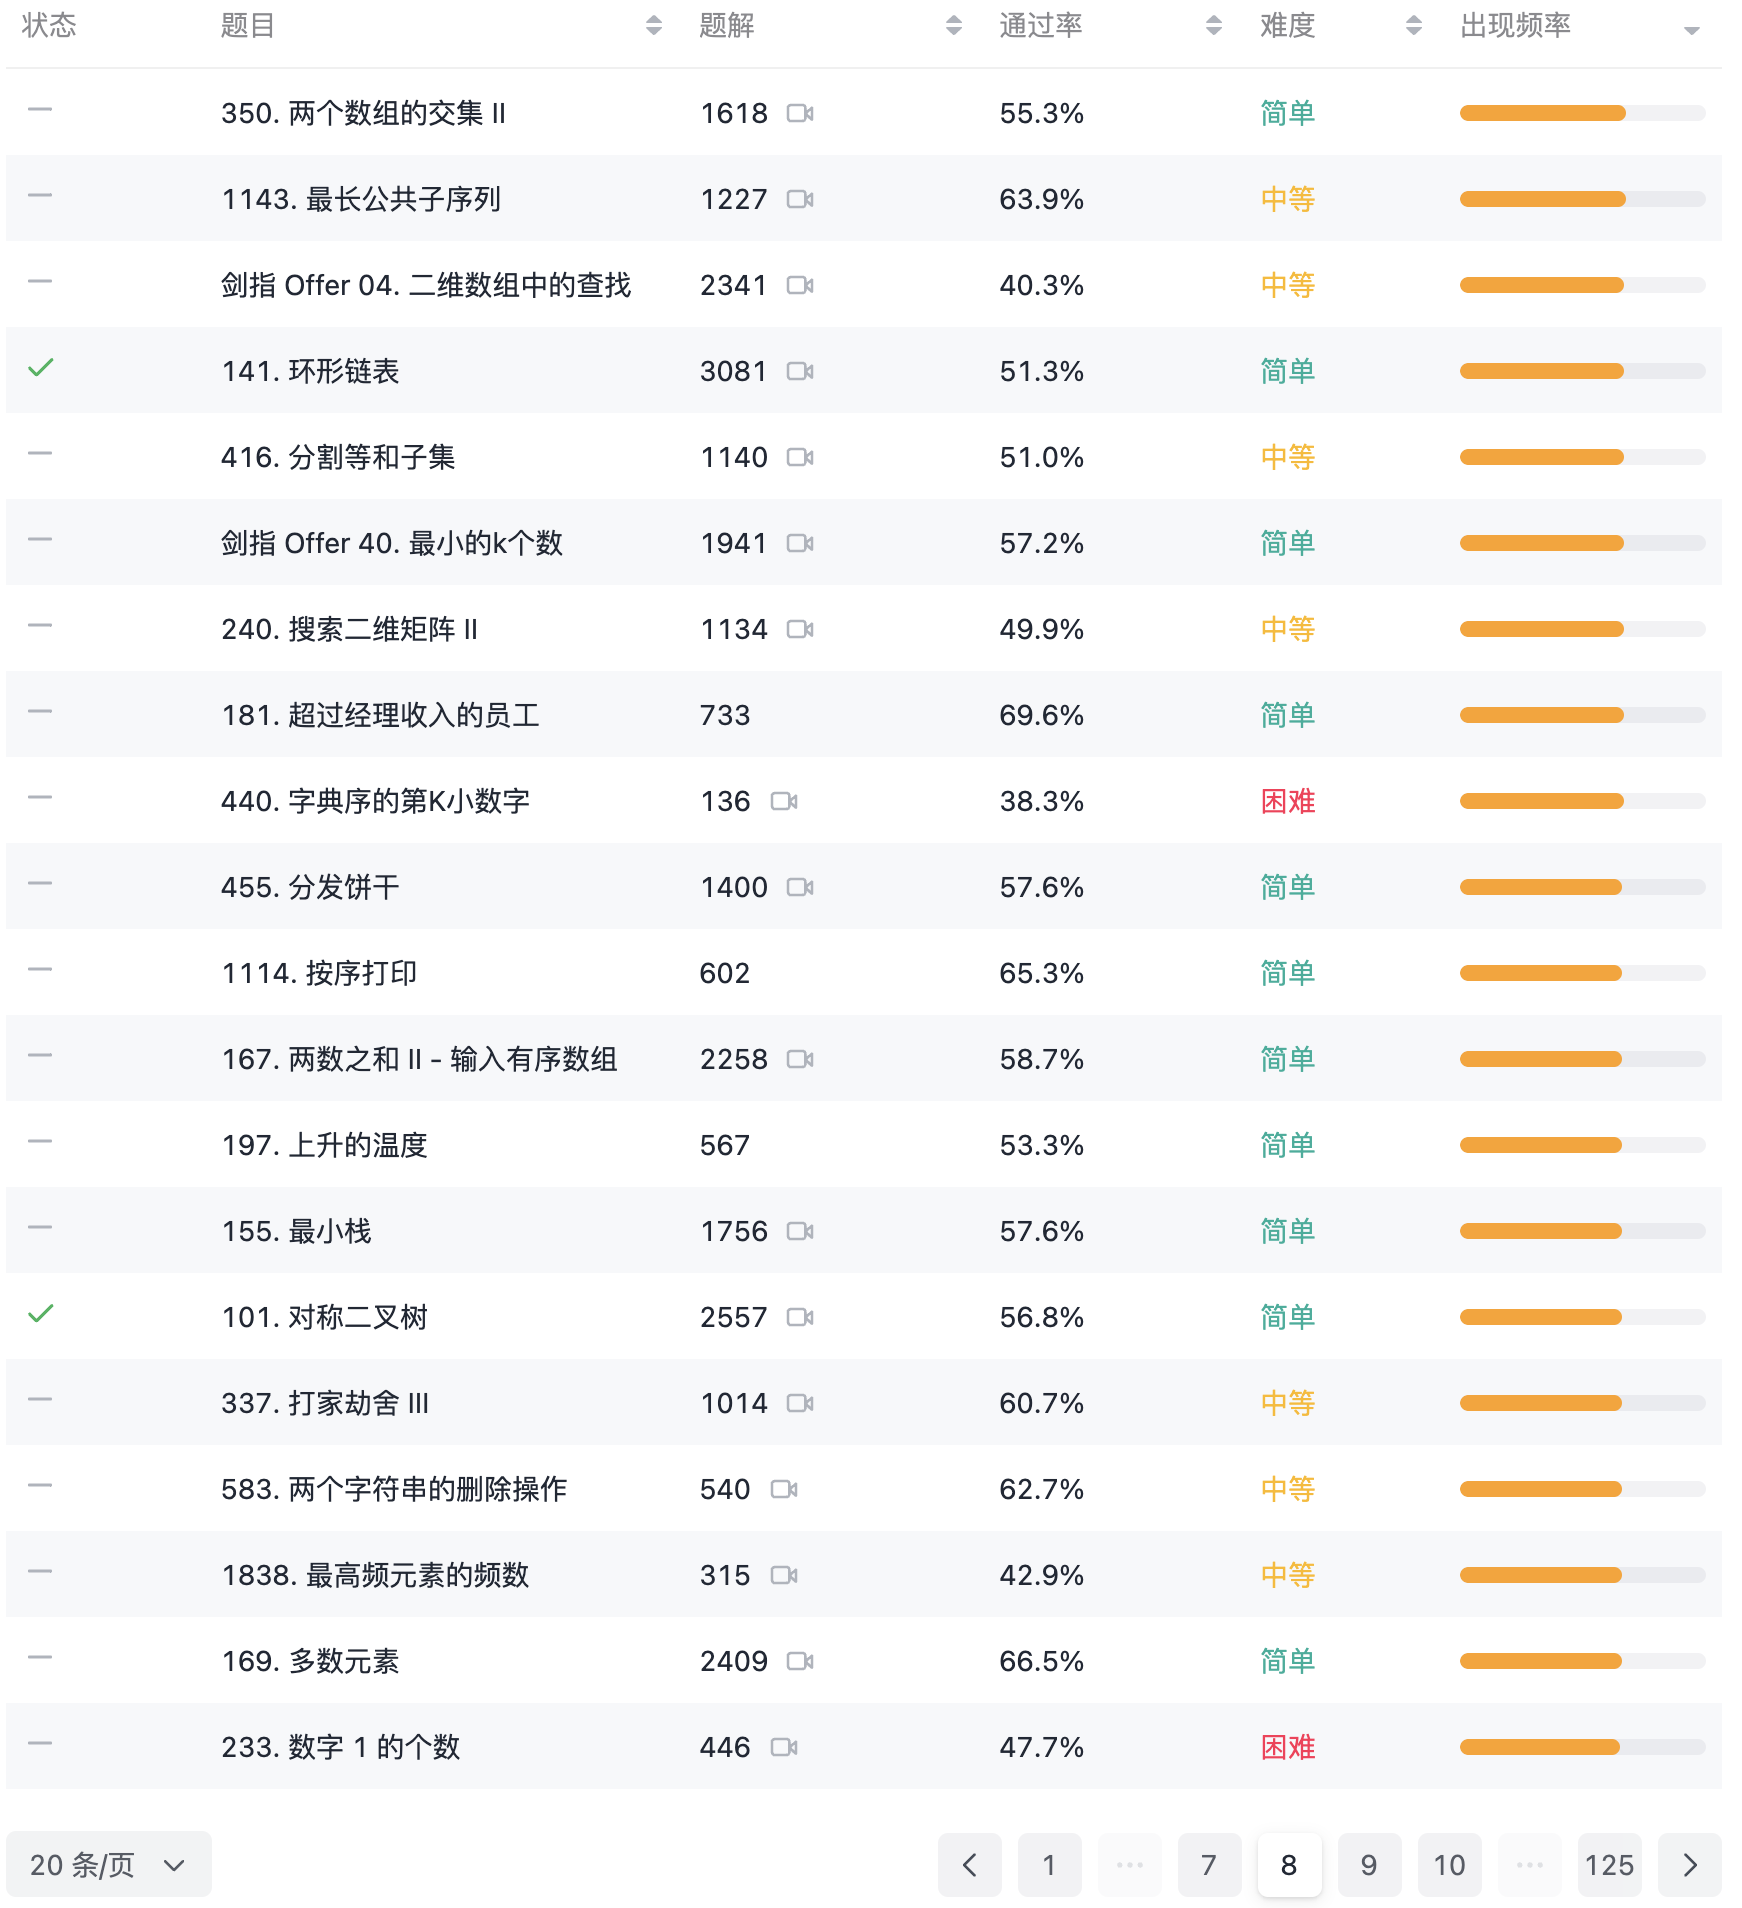 状态 题目 题解 通过率 难度 出现频率
350. 两个数组的交集 II 1618 55.3% 简单
1143. 最长公共子序列 1227 63.9% 中等
剑指 Offer 04. 二维数组中的查找 2341 40.3% 中等
141. 环形链表 3081 51.3% 简单
416. 分割等和子集 1140 51.0% 中等
剑指 Offer 40. 最小的k个数 1941 57.2% 简单
240. 搜索二维矩阵 II 1134 49.9% 中等
181. 超过经理收入的员工 733 69.6% 简单
440. 字典序的第K小数字 136 38.3% 困难
455. 分发饼干 1400 57.6% 简单
1114. 按序打印 602 65.3% 简单
167. 两数之和 II - 输入有序数组 2258 58.7% 简单
197. 上升的温度 567 53.3% 简单
155. 最小栈 1756 57.6% 简单
101. 对称二叉树 2557 56.8% 简单
337. 打家劫舍 III 1014 60.7% 中等
583. 两个字符串的删除操作 540 62.7% 中等
1838. 最高频元素的频数 315 42.9% 中等
169. 多数元素 2409 66.5% 简单
233. 数字 1 的个数 446 47.7% 困难
20 条/页 1 ··· 7 8 9 10 ··· 125